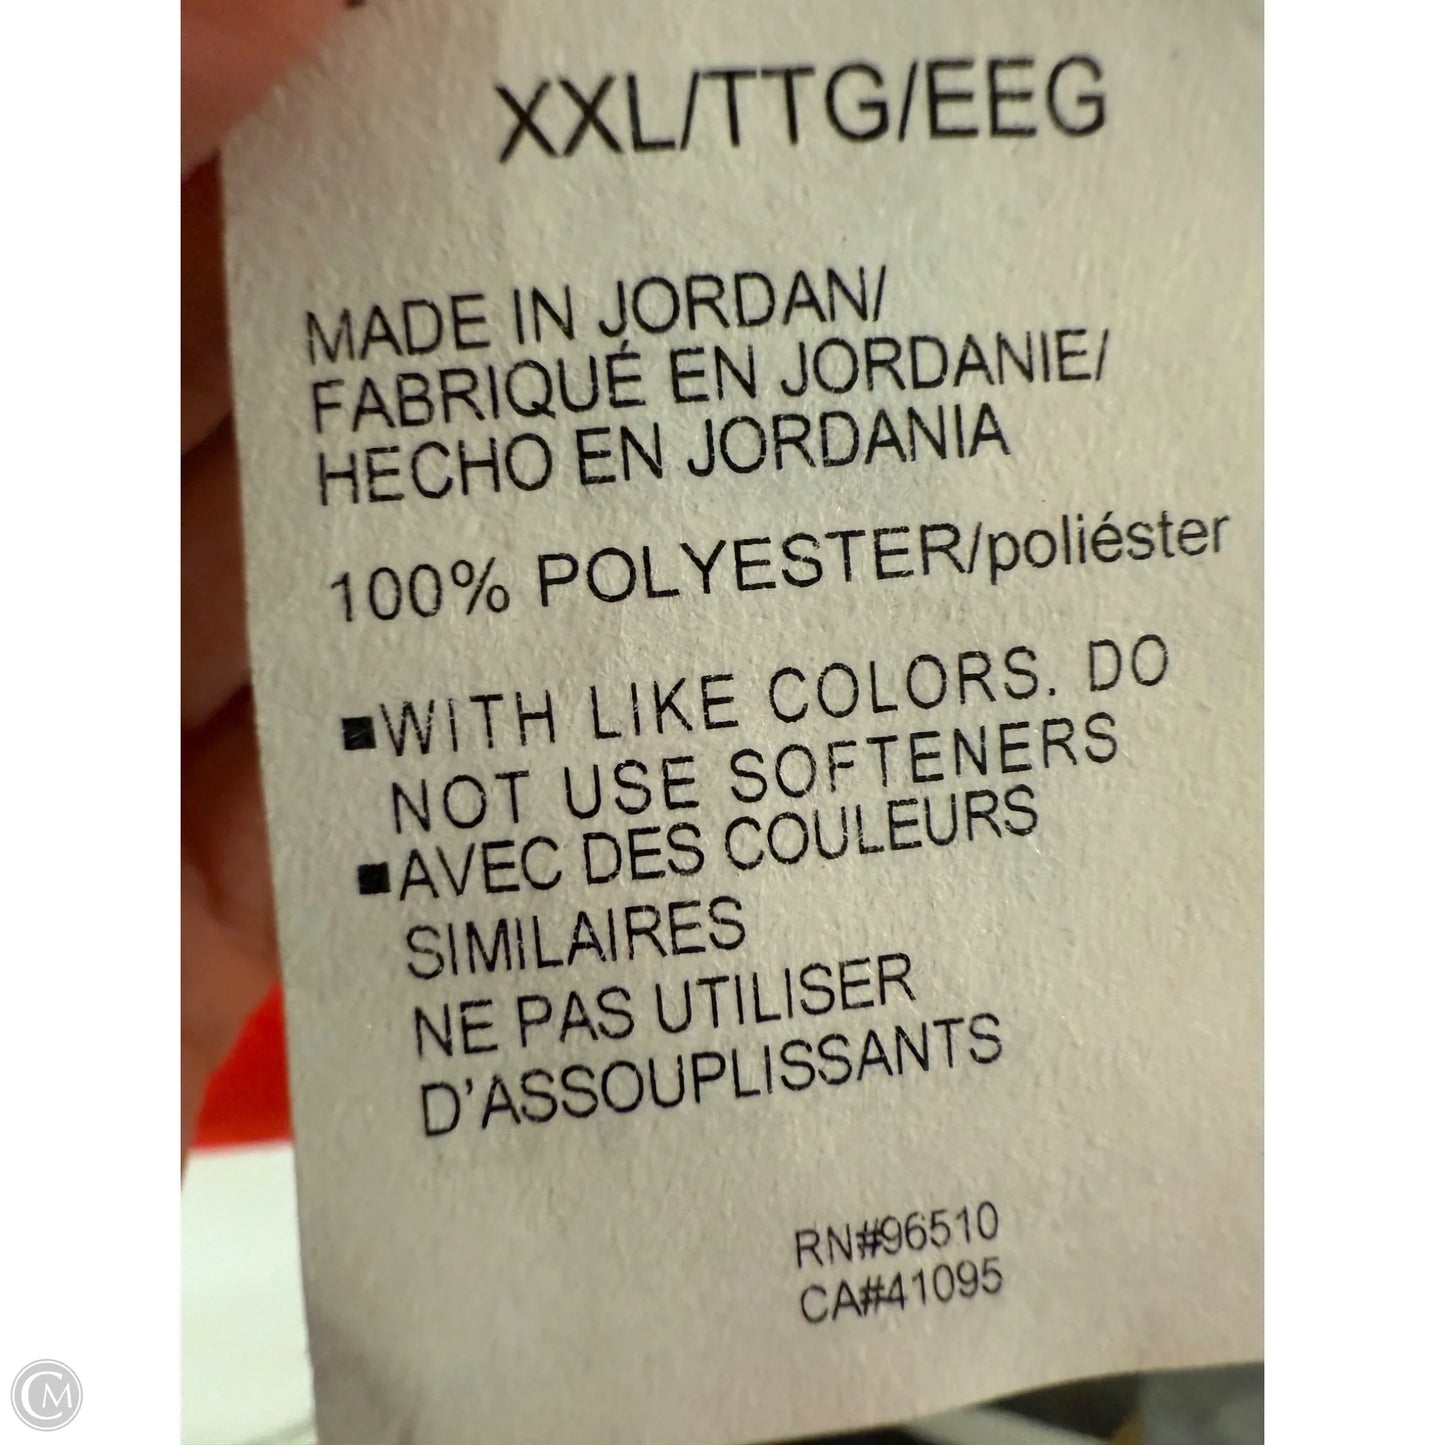 XXL/TTG/EEG
MADE IN JORDAN/
FABRIQUÉ EN JORDANIE/
HECHO EN JORDANIA
100% POLYESTER/poliéster
■WITH LIKE COLORS. DO
NOT USE SOFTENERS
■AVEC DES COULEURS
SIMILAIRES
NE PAS UTILISER
D'ASSOUPLISSANTS
RN#96510
CA#41095
CM